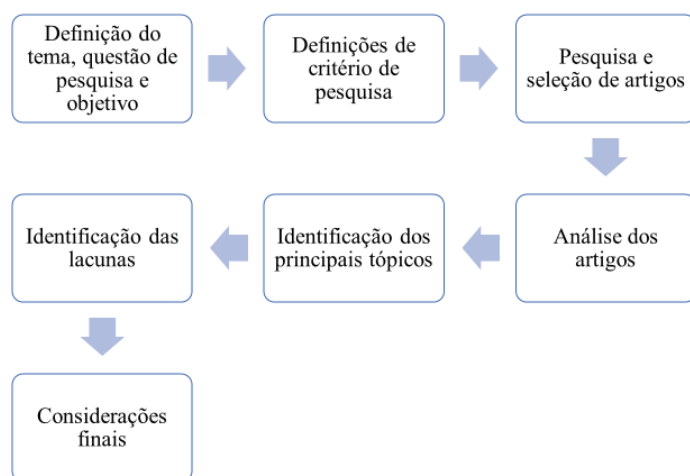 Definição do
tema, questão de
pesquisa e
objetivo
Definições de
critério de
pesquisa
Pesquisa e
seleção de artigos
Análise dos
artigos
Identificação dos
principais tópicos
Identificação das
lacunas
Considerações
finais